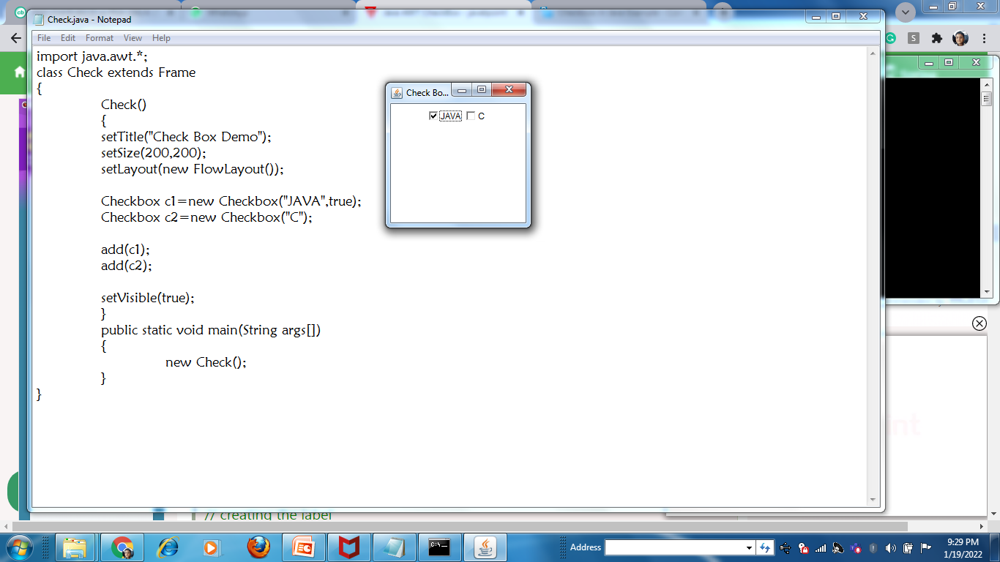 Check.java - Notepad
File Edit Format View Help
import java.awt.*;
class Check extends Frame
{
Check()
{
setTitle("Check Box Demo");
setSize(200,200);
setLayout(new FlowLayout());
Checkbox c1=new Checkbox("JAVA",true);
Checkbox c2=new Checkbox("C");
add(c1);
add(c2);
setVisible(true);
}
public static void main(String args[])
{
new Check();
}
}
Check Bo...
JAVA C
S
// creating the label
Address
9:29 PM
1/19/2022